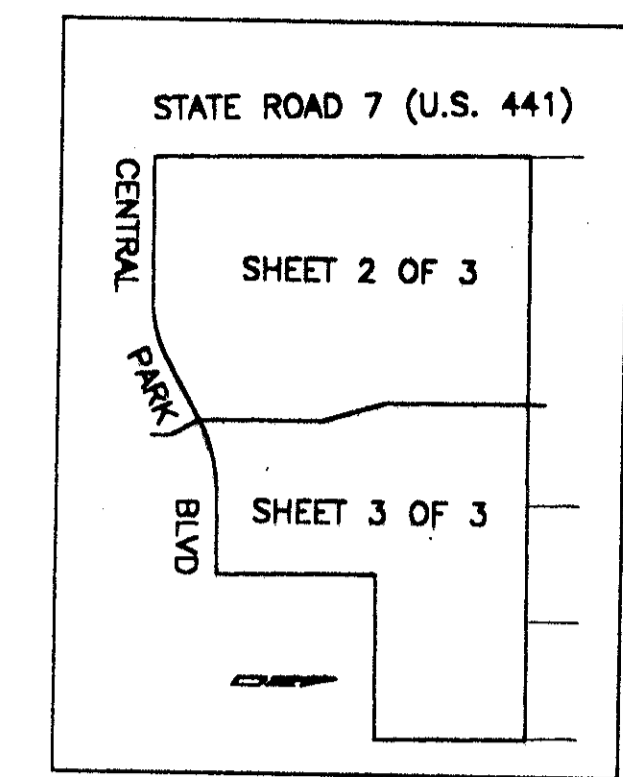 STATE ROAD 7 (U.S. 441)
CENTRAL
SHEET 2 OF 3
PARK
BLVD
SHEET 3 OF 3